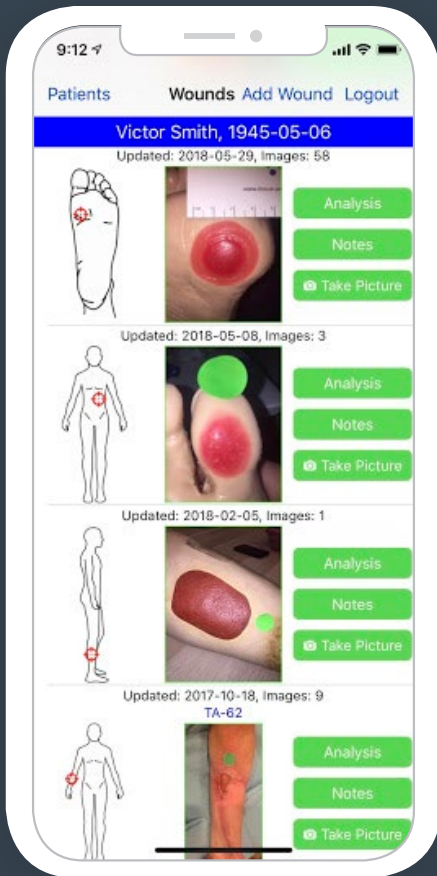 9:12
Patients Wounds Add Wound Logout
Victor Smith, 1945-05-06
Updated: 2018-05-29, Images: 58
Analysis
Notes
Take Picture
Updated: 2018-05-08, Images: 3
Analysis
Notes
Take Picture
Updated: 2018-02-05, Images: 1
Analysis
Notes
Take Picture
Updated: 2017-10-18, Images: 9
TA-62
Analysis
Notes
Take Picture